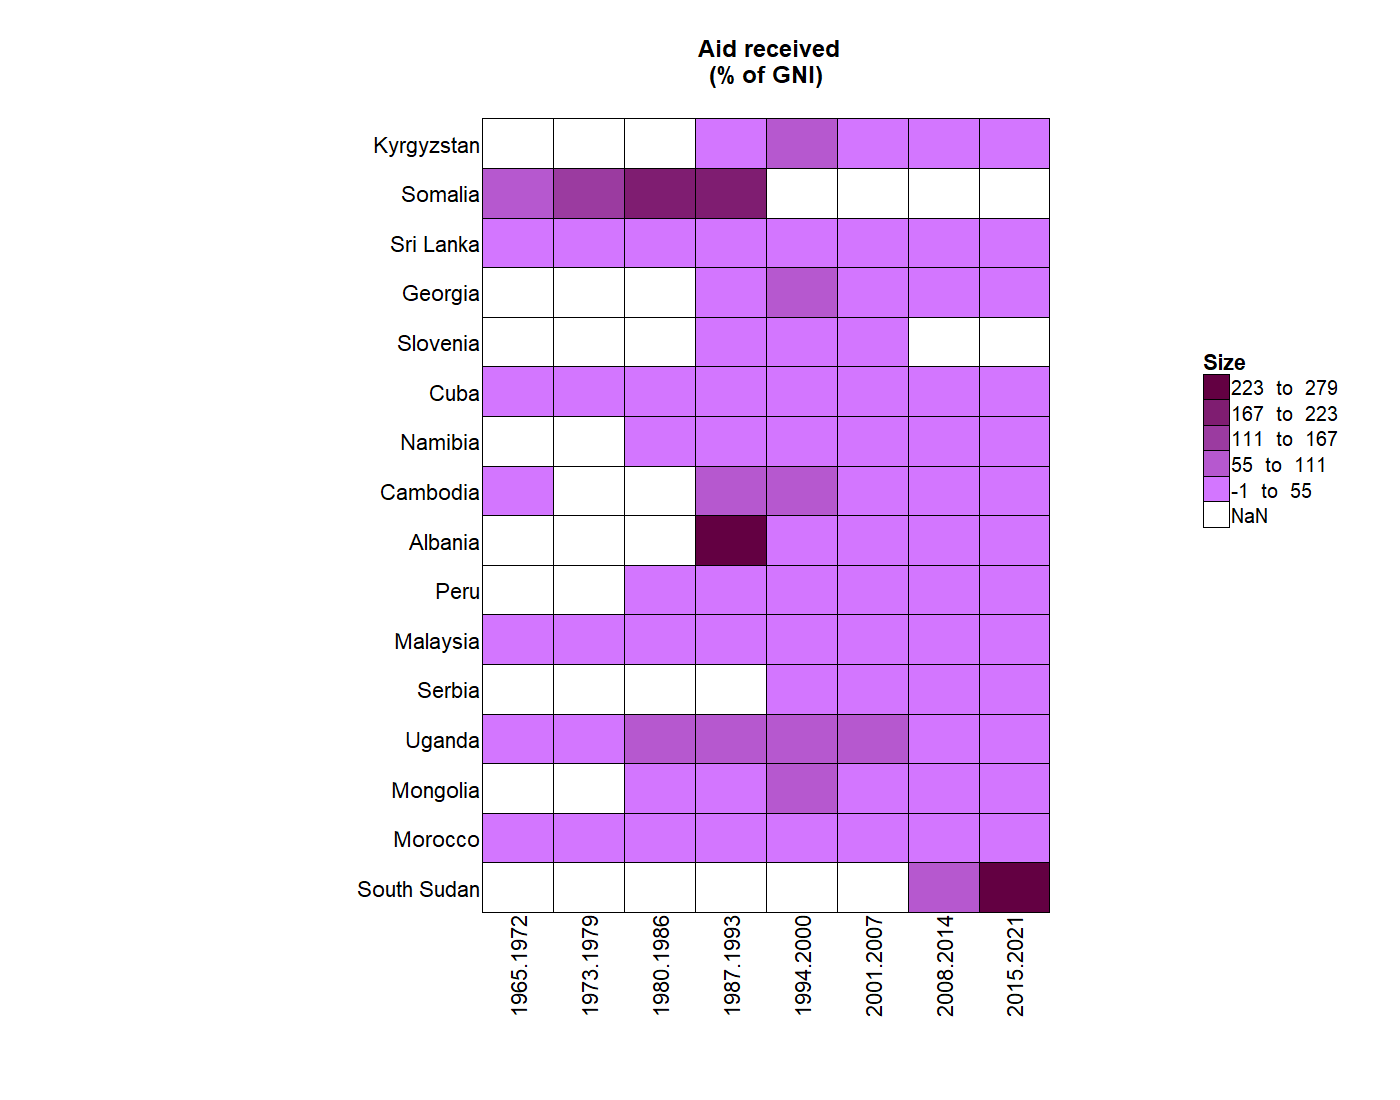 Aid received
(% of GNI)
Kyrgyzstan
Somalia
Sri Lanka
Georgia
Slovenia
Cuba
Namibia
Cambodia
Albania
Peru
Malaysia
Serbia
Uganda
Mongolia
Morocco
South Sudan
1965.1972
1973.1979
1980.1986
1987.1993
1994.2000
2001.2007
2008.2014
2015.2021
Size
223 to 279
167 to 223
111 to 167
55 to 111
-1 to 55
NaN